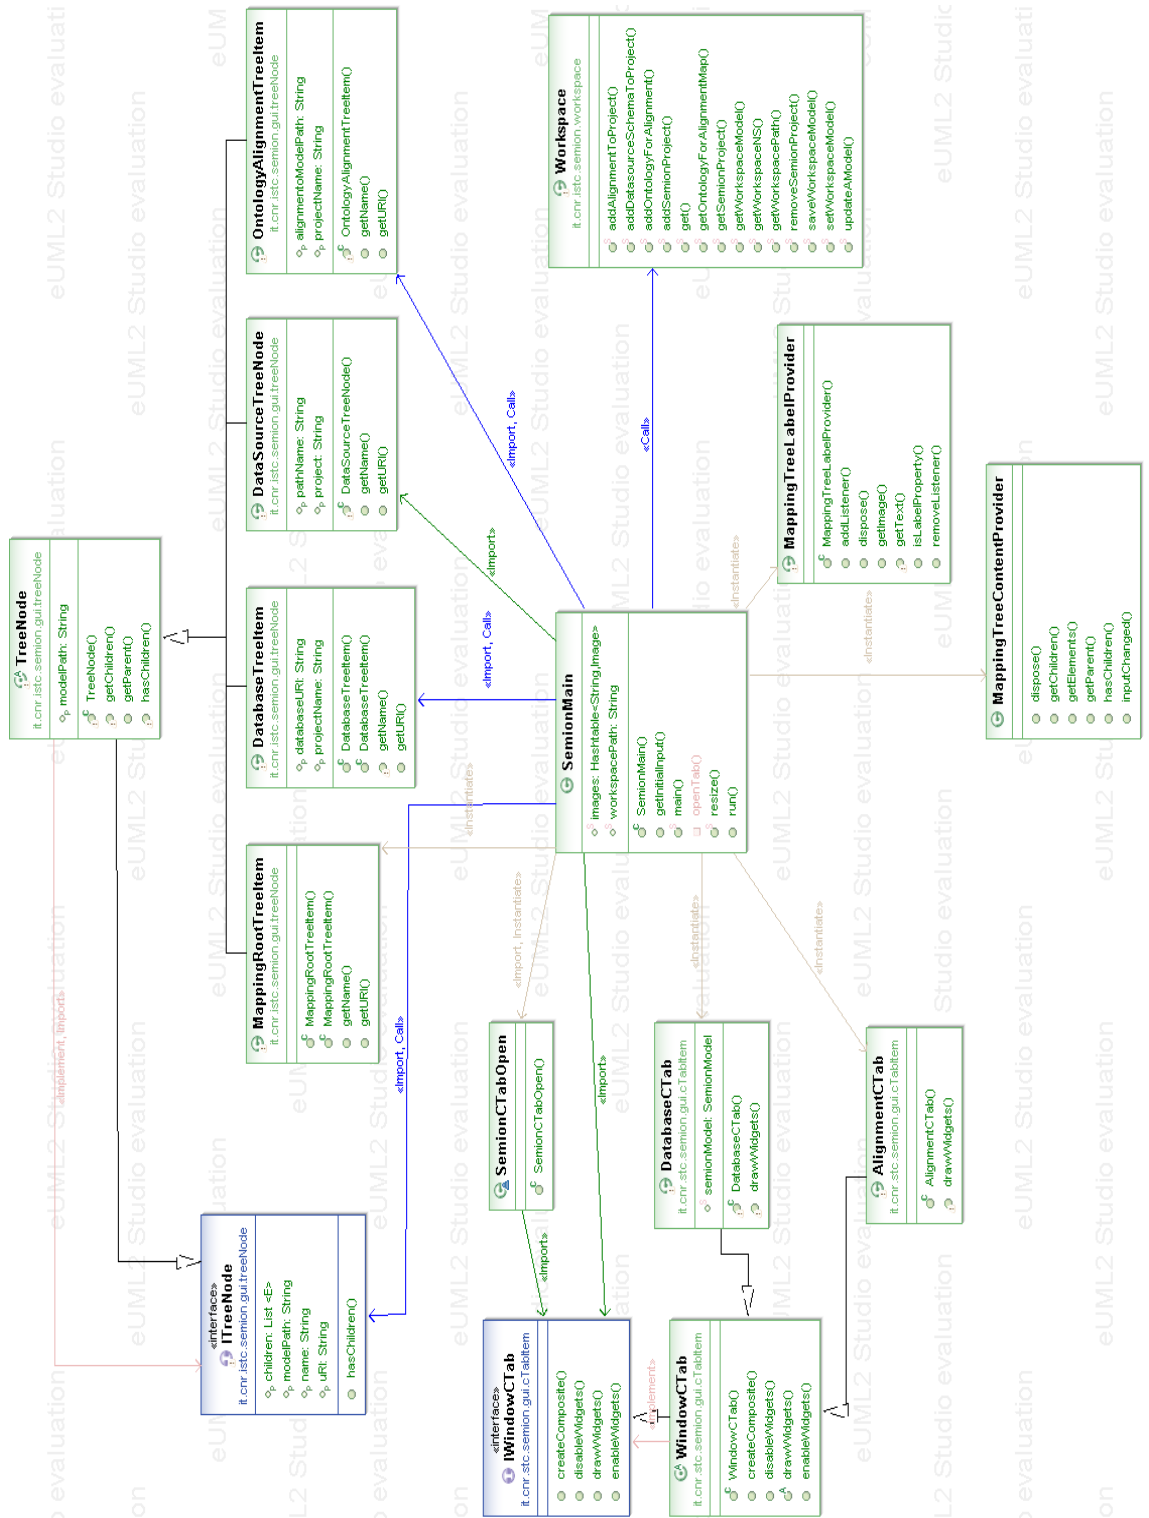 TreeNode
it.cnr.istc.semion.gui.treeNode
modelPath: String
TreeNode()
getChildren()
getParent()
hasChildren()
«Implement, Import»
«interface»
ITreeNode
it.cnr.istc.semion.gui.treeNode
children: List <E>
modelPath: String
name: String
uRI: String
hasChildren()
MappingRootTreeItem
it.cnr.istc.semion.gui.treeNode
MappingRootTreeItem()
MappingRootTreeItem()
getName()
getURI()
DatabaseTreeItem
it.cnr.istc.semion.gui.treeNode
databaseURI: String
projectName: String
DatabaseTreeItem()
DatabaseTreeItem()
getName()
getURI()
DataSourceTreeNode
it.cnr.istc.semion.gui.treeNode
pathName: String
project: String
DataSourceTreeNode()
getName()
getURI()
OntologyAlignmentTreeItem
it.cnr.istc.semion.gui.treeNode
alignmentoModelPath: String
projectName: String
OntologyAlignmentTreeItem()
getName()
getURI()
«Import, Call»
«Instantiate»
«Import, Call»
«Import»
«Import, Call»
«Call»
«Import, Instantiate»
«Import»
«Import»
«Instantiate»
«Instantiate»
«Instantiate»
«Instantiate»
«Implement»
SemionMain
images: Hashtable<String,Image>
workspacePath: String
SemionMain()
getInitialInput()
main()
openTab()
resize()
run()
Workspace
it.cnr.istc.semion.workspace
addAlignmentToProject()
addDatasourceSchemaToProject()
addOntologyForAlignment()
addSemionProject()
get()
getOntologyForAlignmentMap()
getSemionProject()
getWorkspaceModel()
getWorkspaceNS()
getWorkspacePath()
removeSemionProject()
saveWorkspaceModel()
setWorkspaceModel()
updateAModel()
SemionCTabOpen
SemionCTabOpen()
«interface»
IWindowCTab
it.cnr.stc.semion.gui.cTabItem
createComposite()
disableWidgets()
drawWidgets()
enableWidgets()
WindowCTab
it.cnr.stc.semion.gui.cTabItem
WindowCTab()
createComposite()
disableWidgets()
drawWidgets()
enableWidgets()
DatabaseCTab
it.cnr.stc.semion.gui.cTabItem
semionModel: SemionModel
DatabaseCTab()
drawWidgets()
AlignmentCTab
it.cnr.stc.semion.gui.cTabItem
AlignmentCTab()
drawWidgets()
MappingTreeLabelProvider
MappingTreeLabelProvider()
addListener()
dispose()
getImage()
getText()
isLabelProperty()
removeListener()
MappingTreeContentProvider
dispose()
getChildren()
getElements()
getParent()
hasChildren()
inputChanged()
eUML2 Studio evaluation